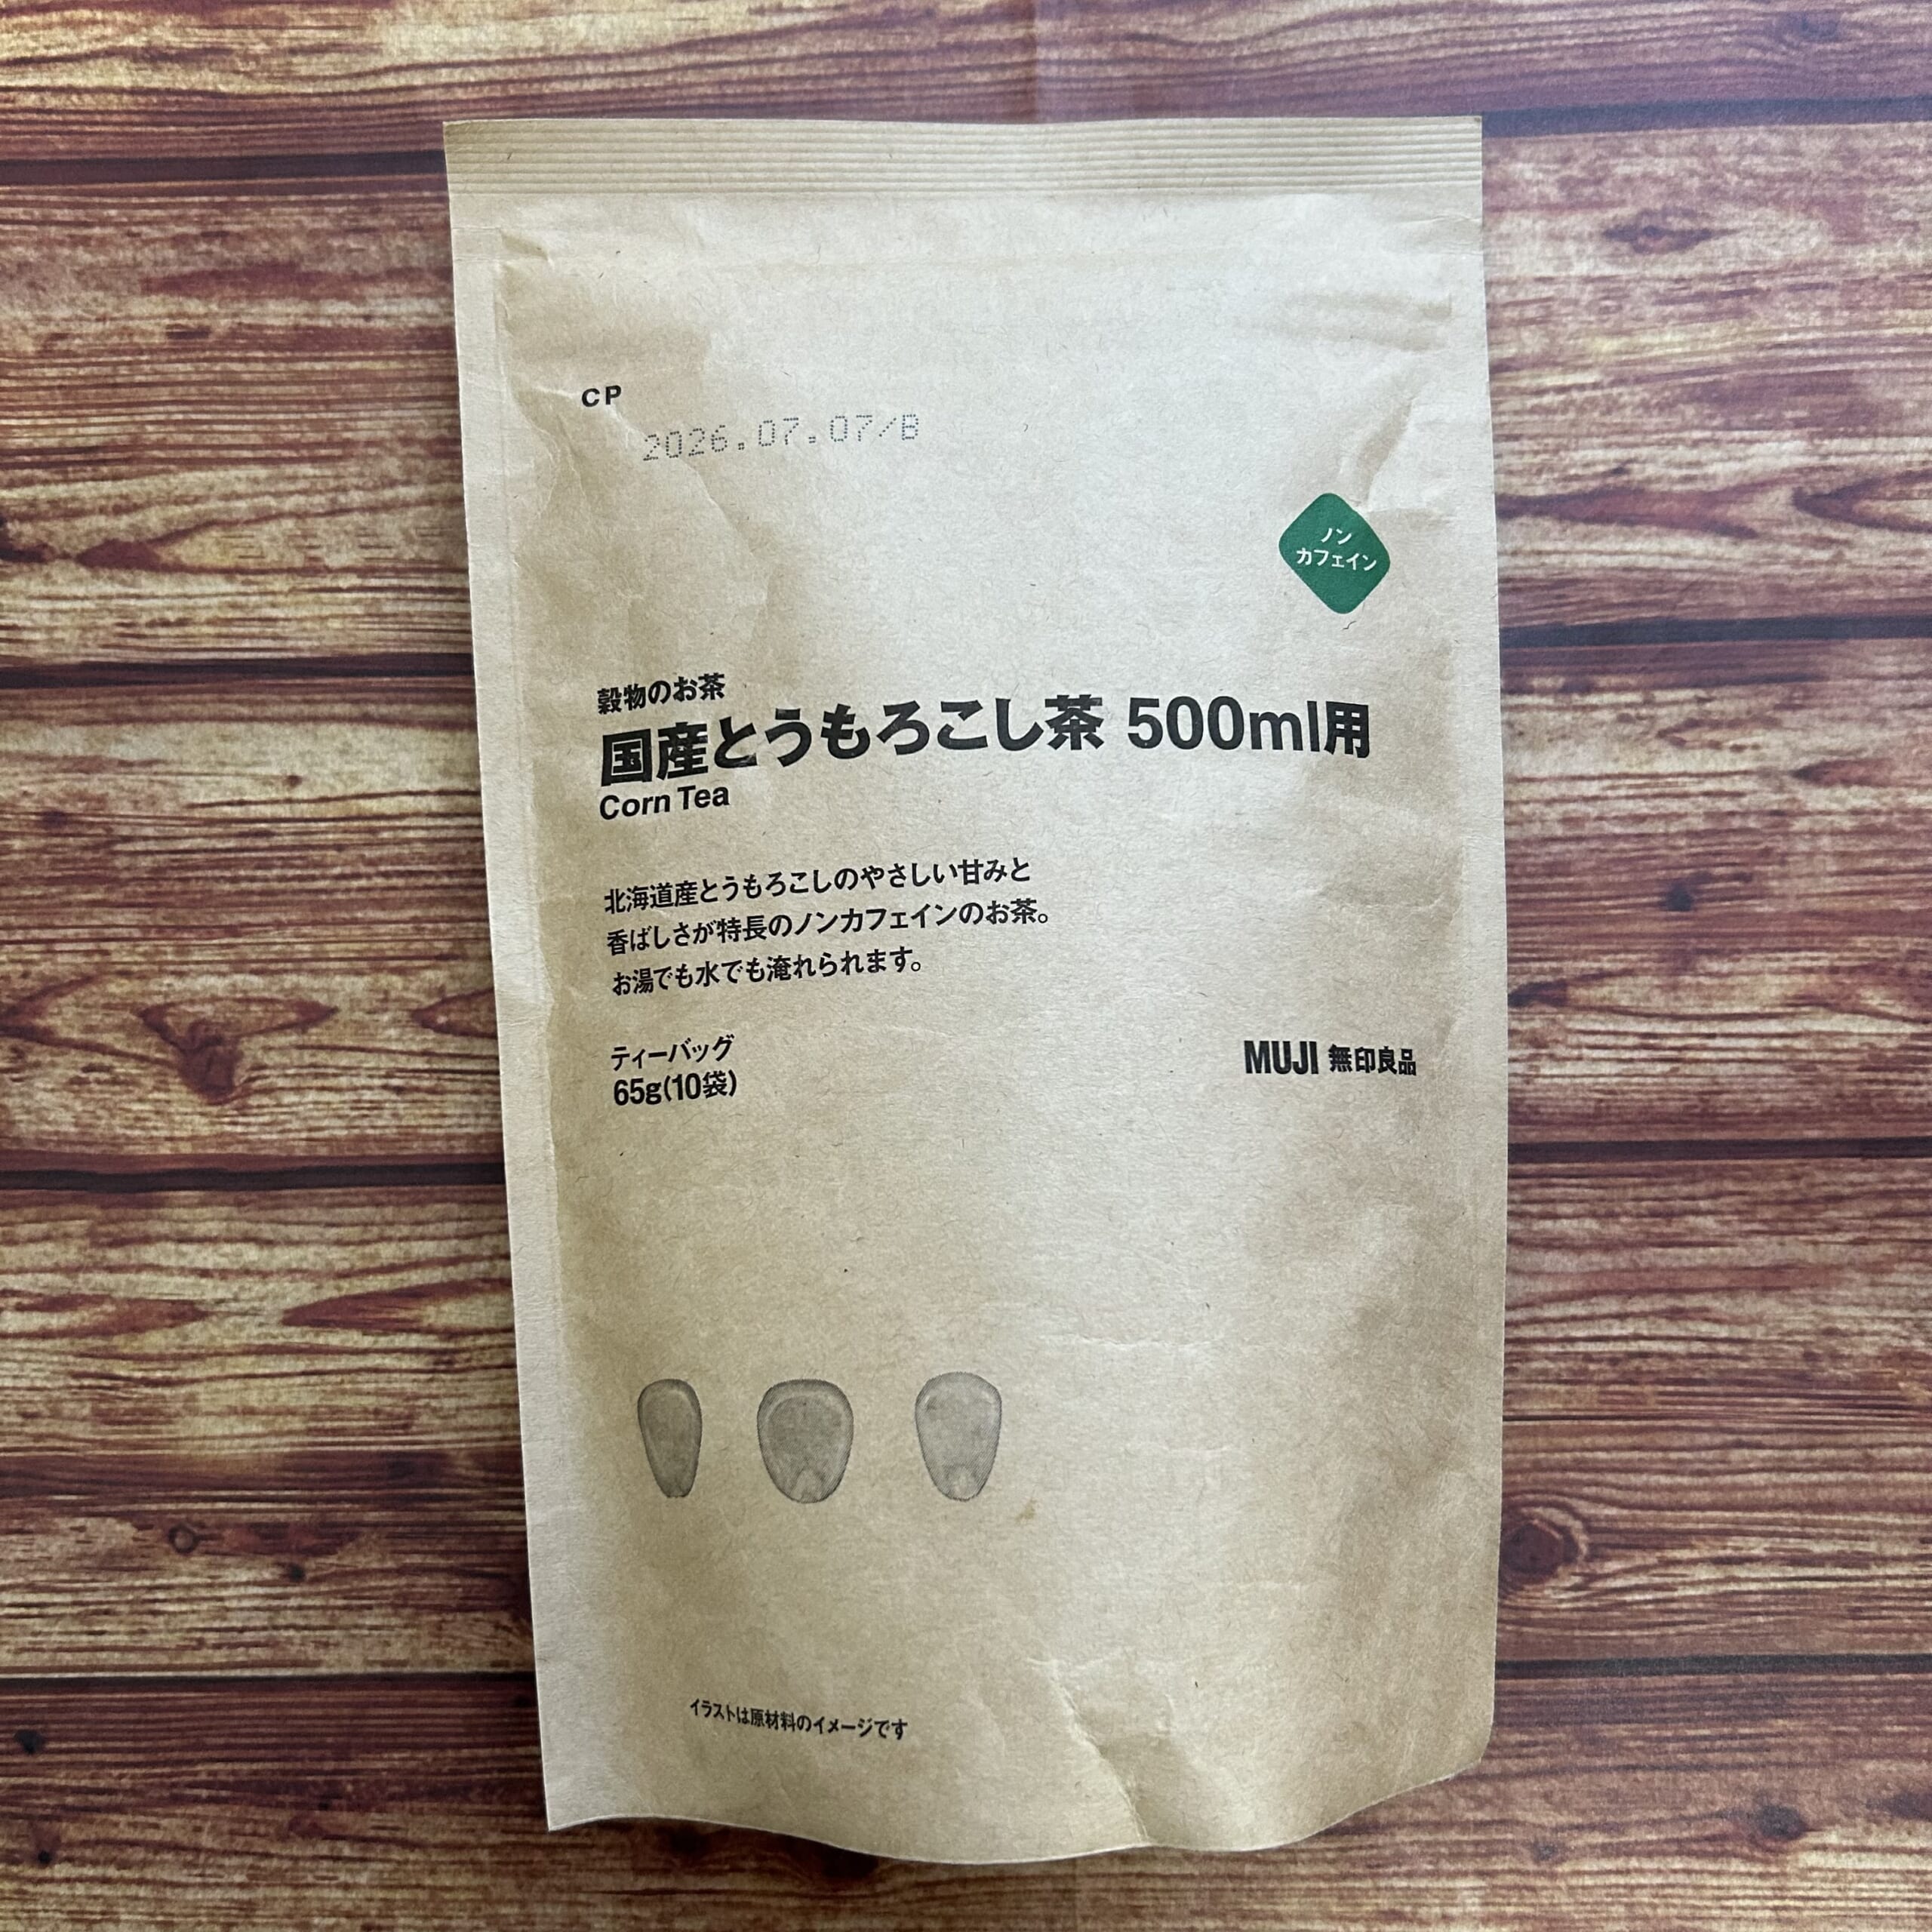 CP
2026.07.07/B
ノン
カフェイン
穀物のお茶
国産とうもろこし茶 500ml用
Corn Tea
北海道産とうもろこしのやさしい甘みと
香ばしさが特長のノンカフェインのお茶。
お湯でも水でも淹れられます。
ティーバッグ
65g(10袋)
MUJI 無印良品
イラストは原材料のイメージです